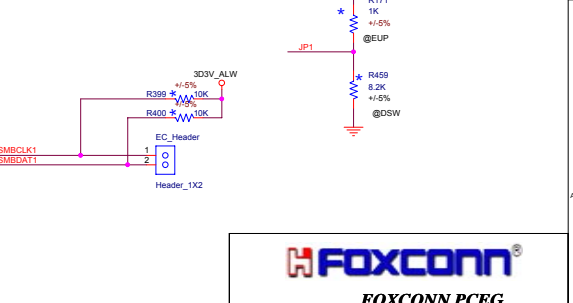 R171
1K
+/-5%
@EUP
JP1
3D3V_ALW
+/-5%
R399 * 10K
+/-5%
R400 * 10K
* R459
8.2K
+/-5%
@DSW
EC_Header
SMBCLK1 1
SMBDAT1 2
Header_1X2
FOXCONN®
FOXCONN PCEG